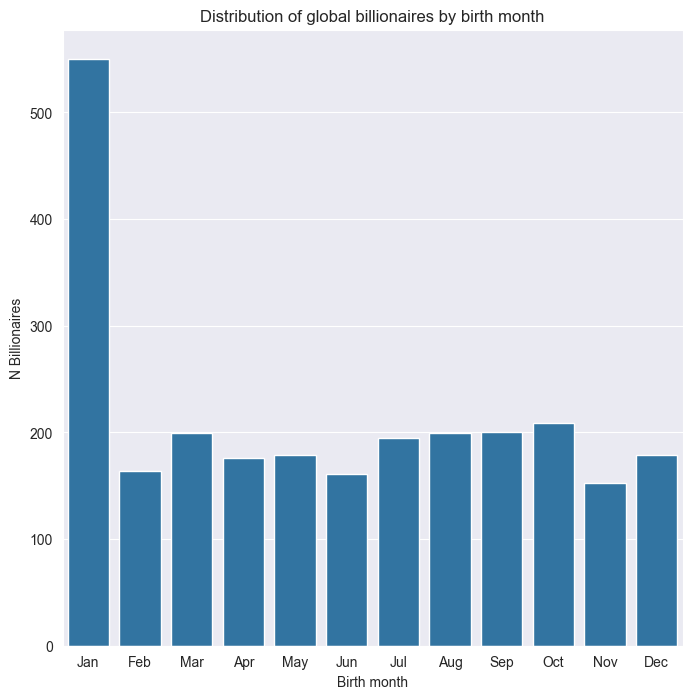 Distribution of global billionaires by birth month
500
400
300
200
100
0
N Billionaires
Jan Feb Mar Apr May Jun Jul Aug Sep Oct Nov Dec
Birth month